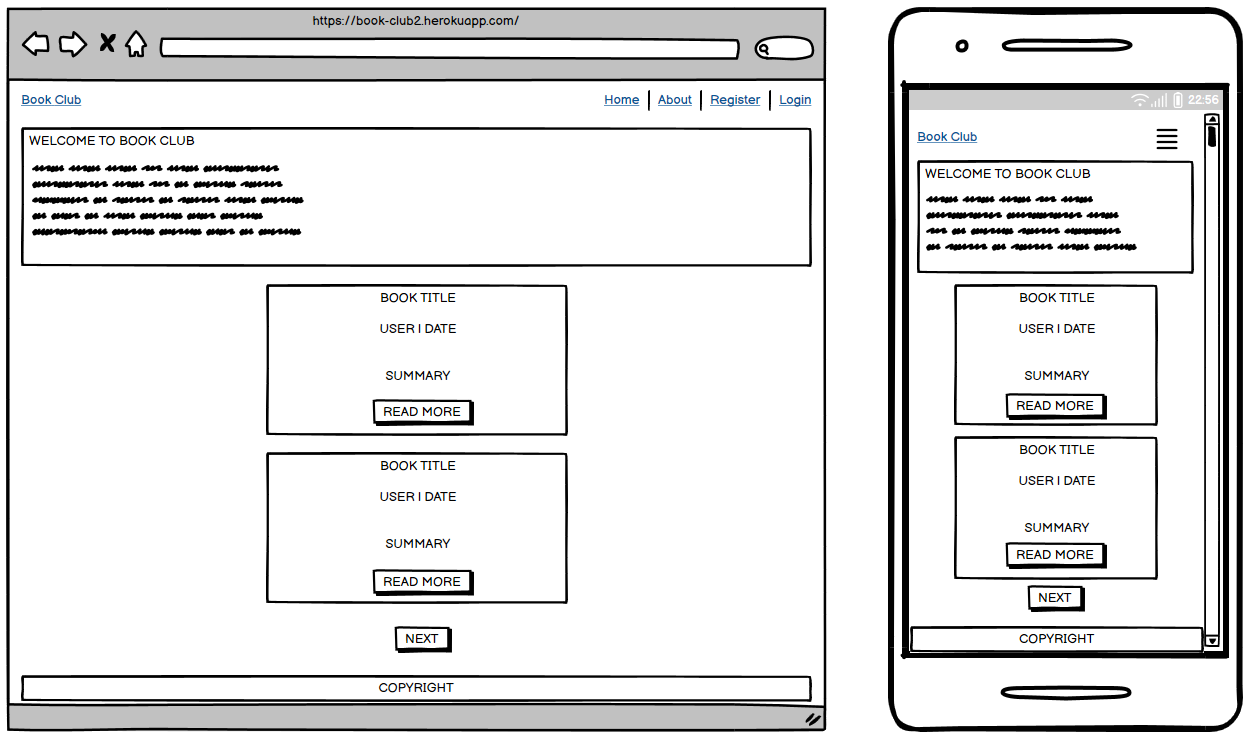 https://book-club2.herokuapp.com/
Book Club
Home | About | Register | Login
WELCOME TO BOOK CLUB
BOOK TITLE
USER I DATE
SUMMARY
READ MORE
BOOK TITLE
USER I DATE
SUMMARY
READ MORE
NEXT
COPYRIGHT
22:56
Book Club
WELCOME TO BOOK CLUB
BOOK TITLE
USER I DATE
SUMMARY
READ MORE
BOOK TITLE
USER I DATE
SUMMARY
READ MORE
NEXT
COPYRIGHT